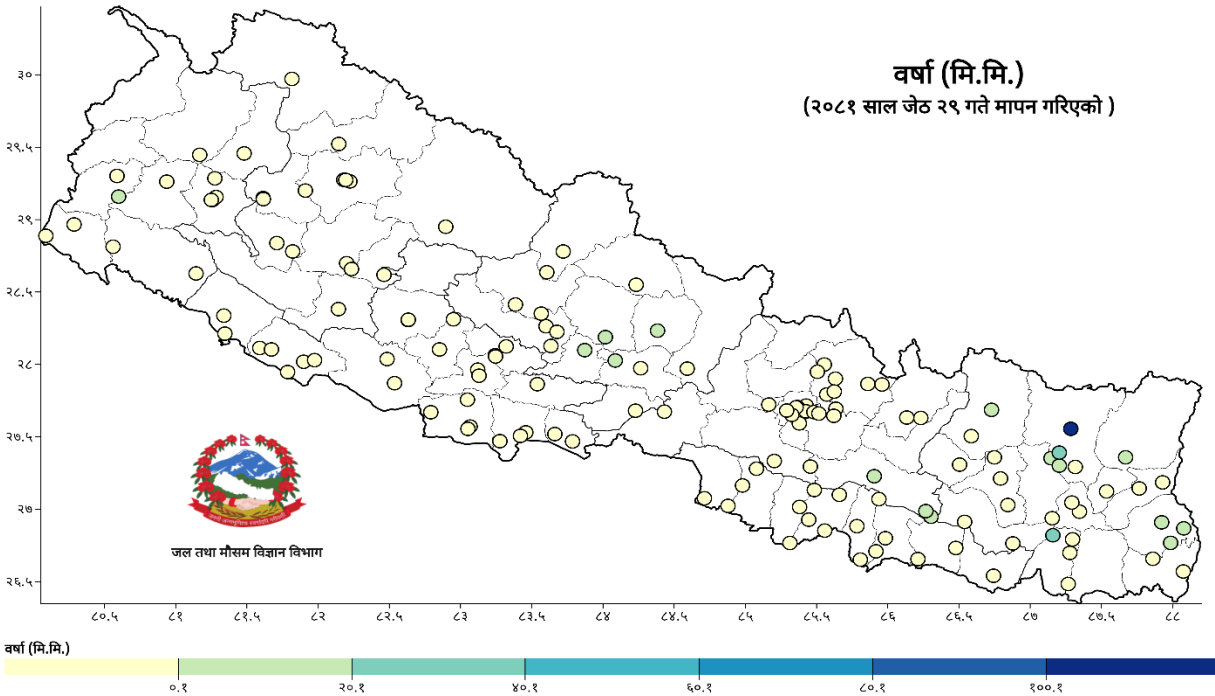 वर्षा (मि.मि.)
(२०८१ साल जेठ २९ गते मापन गरिएको )
३०
२९.५
२९
२८.५
२८
२७.५
२७
२६.५
जल तथा मौसम विज्ञान विभाग
८०.५ ८१ ८१.५ ८२ ८२.५ ८३ ८३.५ ८४ ८४.५ ८५ ८५.५ ८६ ८६.५ ८७ ८७.५ ८८
वर्षा (मि.मि.)
०.१ २०.१ ४०.१ ६०.१ ८०.१ १००.१